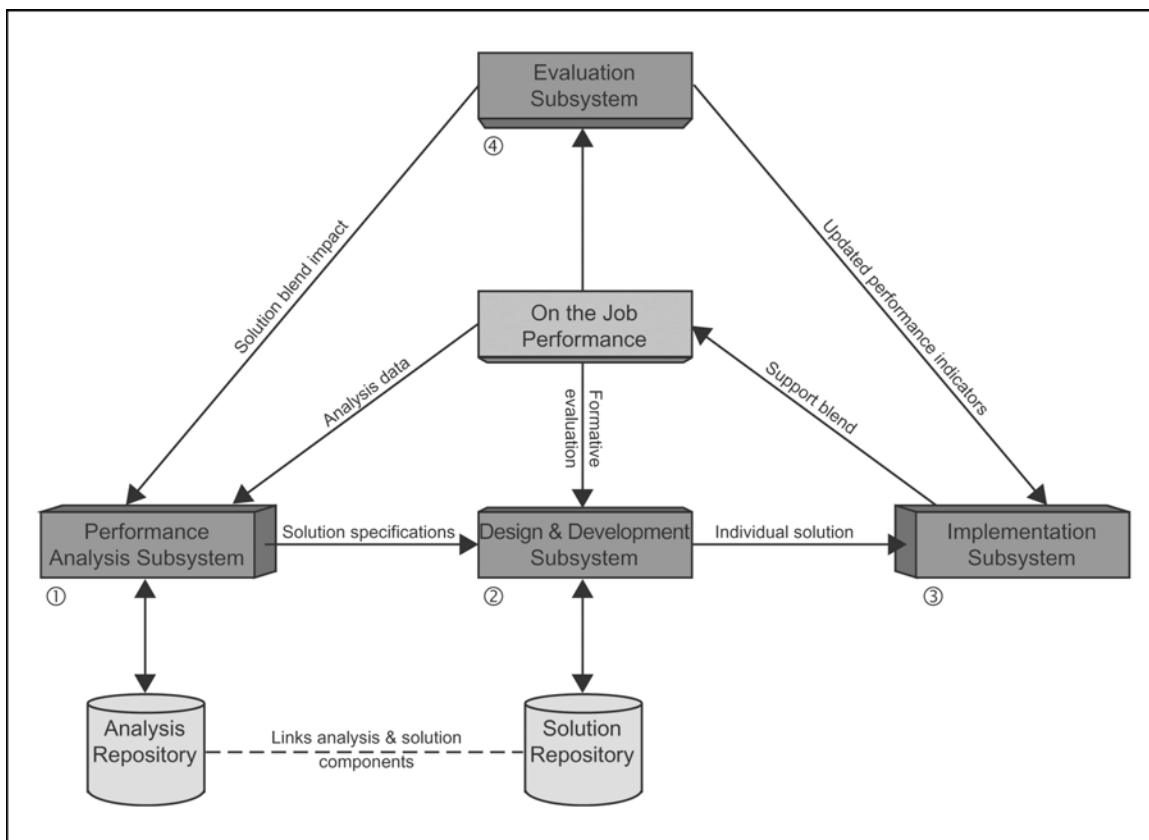 Evaluation
Subsystem
④
Solution blend impact
Updated performance indicators
On the Job
Performance
Analysis data
Formative
evaluation
Support blend
Performance
Analysis Subsystem
①
Solution specifications
Design & Development
Subsystem
②
Individual solution
Implementation
Subsystem
③
Analysis
Repository
Links analysis & solution
components
Solution
Repository